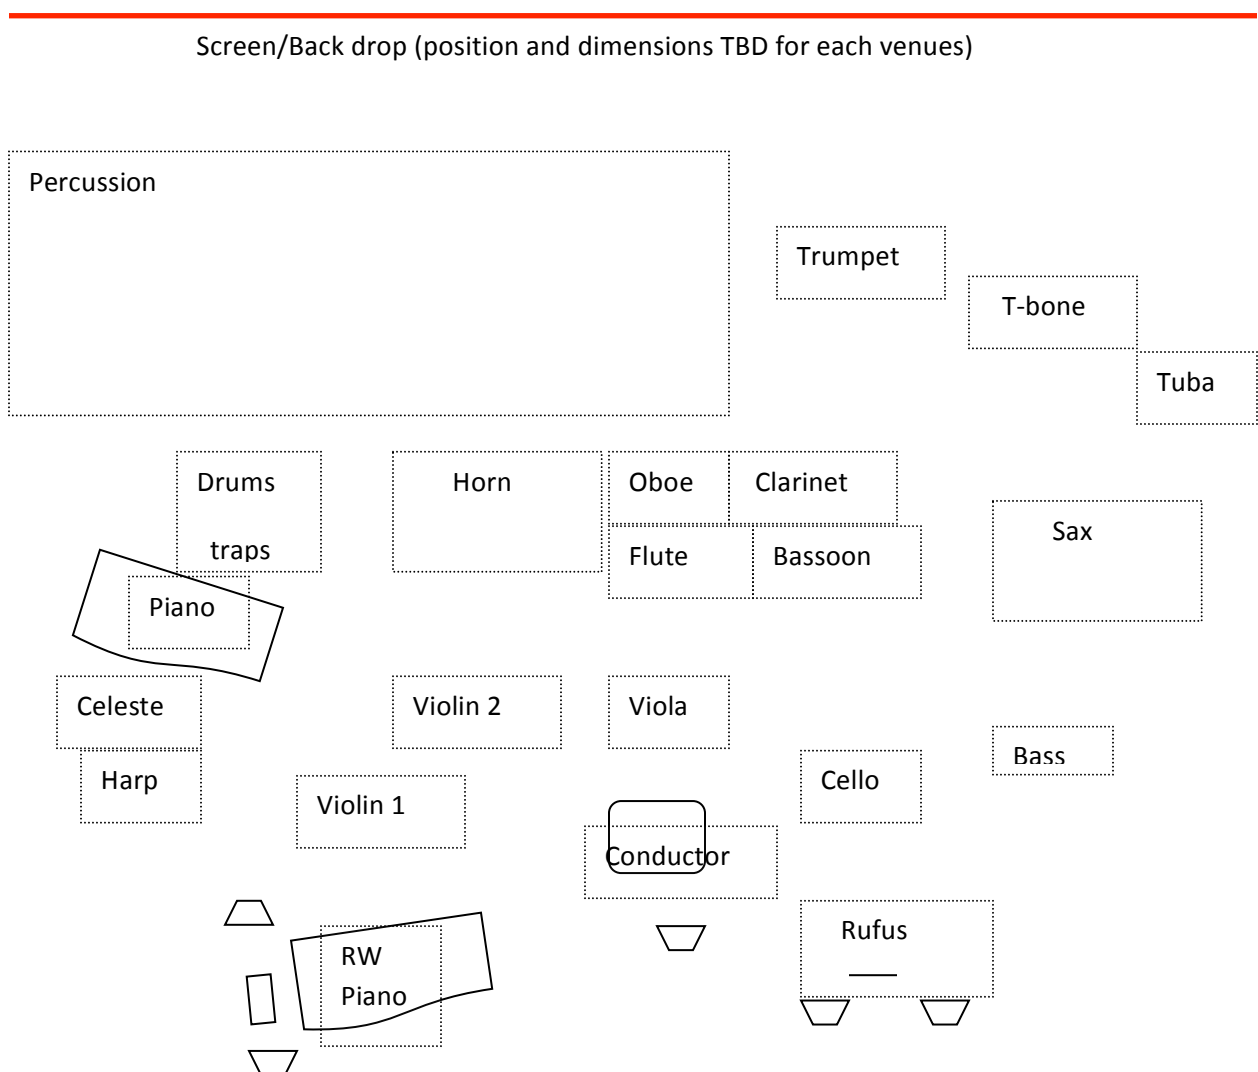 Screen/Back drop (position and dimensions TBD for each venues)
Percussion
Trumpet
T-bone
Tuba
Drums
traps
Horn
Oboe
Clarinet
Flute
Bassoon
Sax
Piano
Celeste
Violin 2
Viola
Bass
Harp
Violin 1
Cello
Conductor
Rufus
RW
Piano